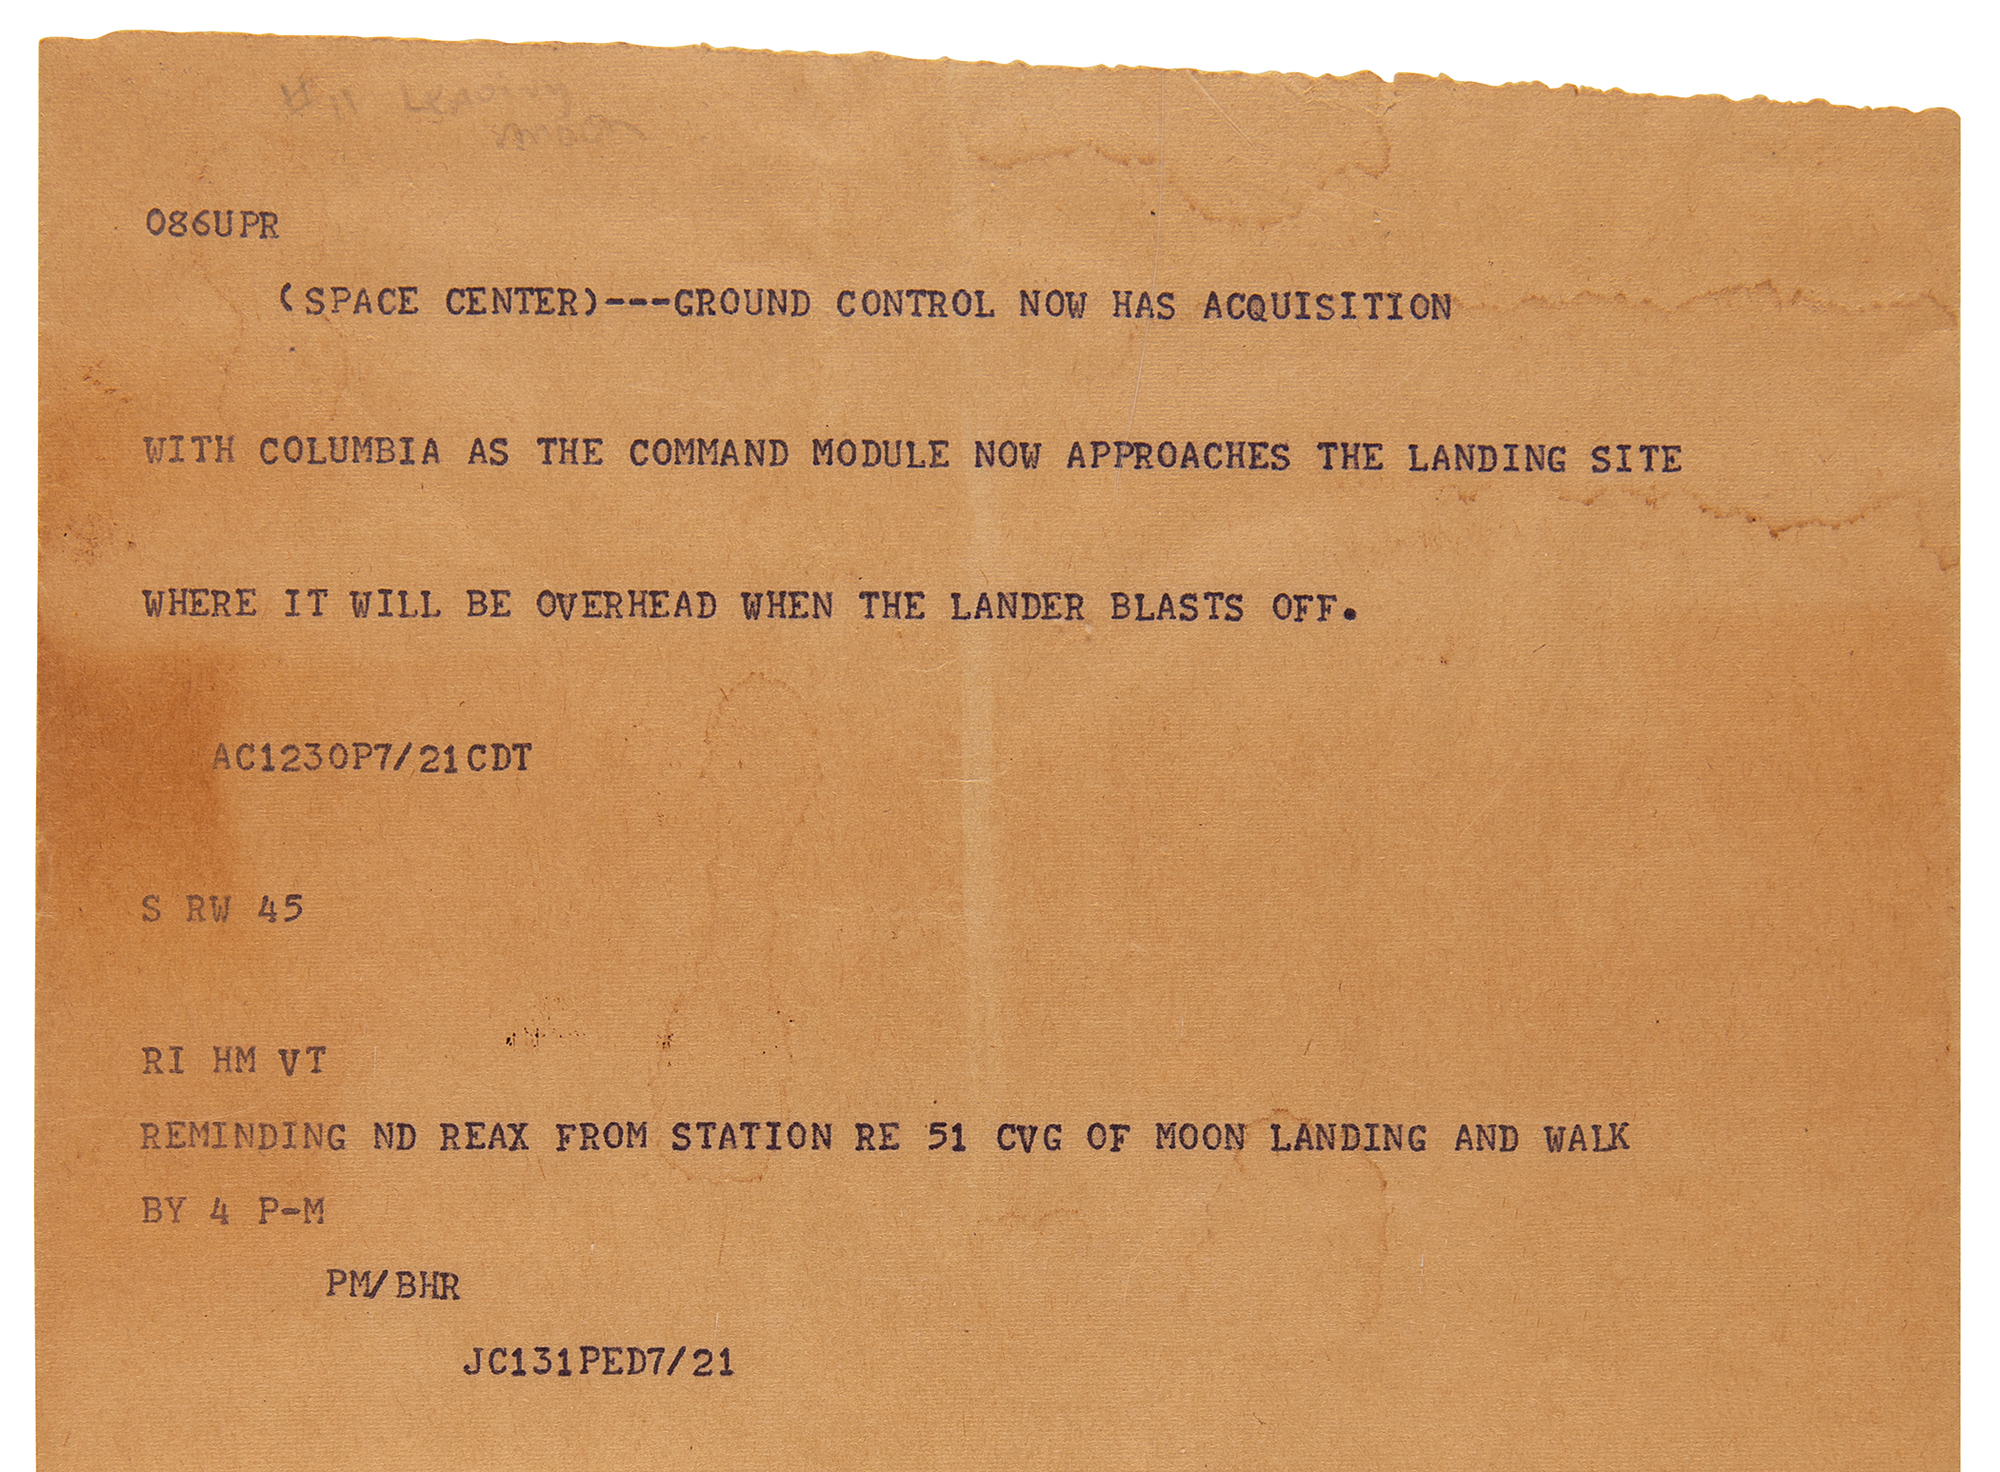 086UPR
(SPACE CENTER)---GROUND CONTROL NOW HAS ACQUISITION
WITH COLUMBIA AS THE COMMAND MODULE NOW APPROACHES THE LANDING SITE
WHERE IT WILL BE OVERHEAD WHEN THE LANDER BLASTS OFF.
AC1230P7/21CDT
S RW 45
RI HM VT
REMINDING ND REAX FROM STATION RE 51 CVG OF MOON LANDING AND WALK
BY 4 P-M
PM/BHR
JC131PED7/21